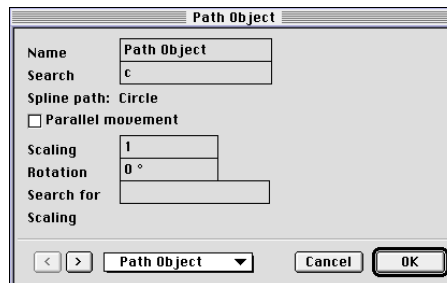 Path Object
Name Path Object
Search c
Spline path: Circle
Parallel movement
Scaling 1
Rotation 0 °
Search for
Scaling
< > Path Object Cancel OK